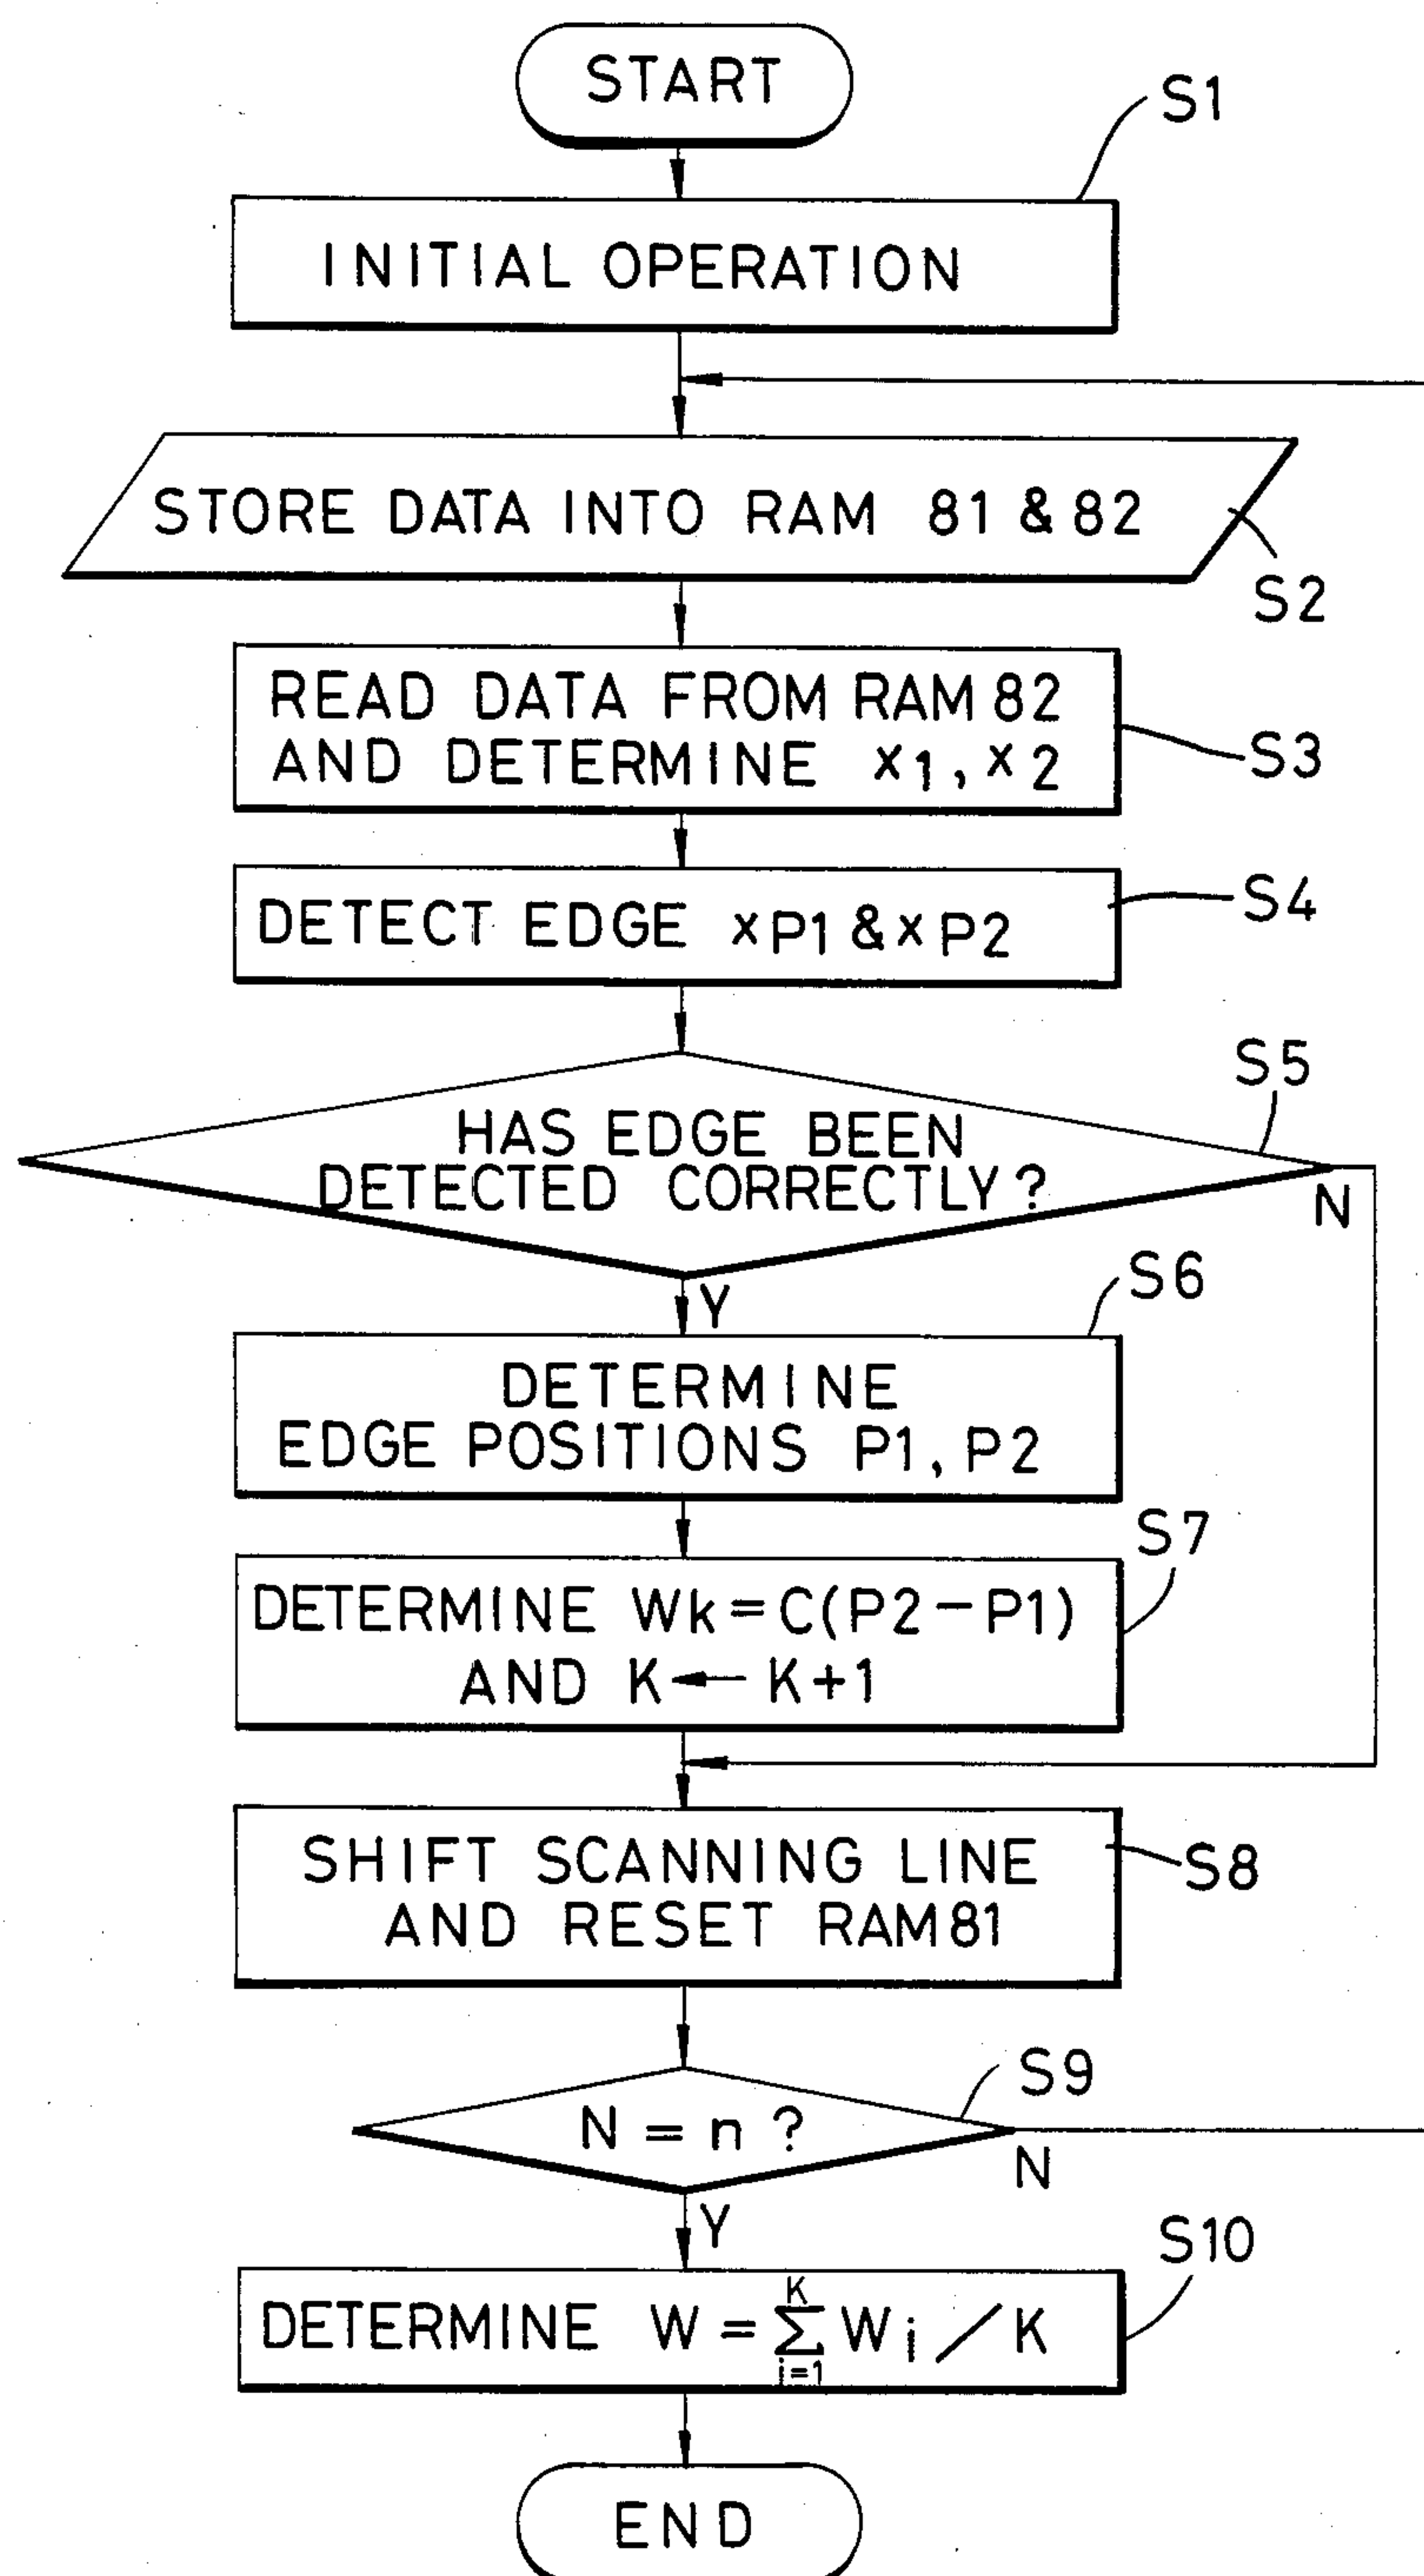 START
S1
INITIAL OPERATION
STORE DATA INTO RAM 81 & 82
S2
READ DATA FROM RAM 82
AND DETERMINE x1, x2
S3
S4
DETECT EDGE xP1 & xP2
S5
HAS EDGE BEEN
DETECTED CORRECTLY?
N
Y
S6
DETERMINE
EDGE POSITIONS P1, P2
S7
DETERMINE Wk = C(P2 − P1)
AND K ← K+1
SHIFT SCANNING LINE
AND RESET RAM 81
S8
S9
N = n ?
N
Y
S10
DETERMINE W = K∑i=1 Wi / K
END